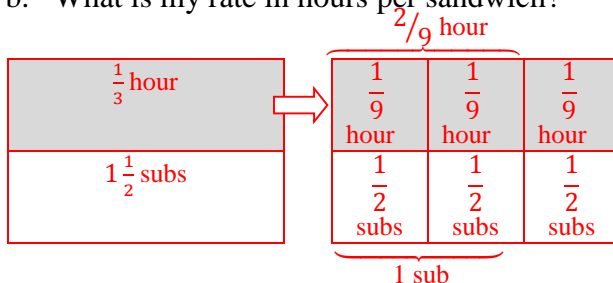 b. What is my rate in hours per sandwich?
2/9 hour
1/3 hour
1 1/2 subs
1/9 hour
1/9 hour
1/9 hour
1/2 subs
1/2 subs
1/2 subs
1 sub